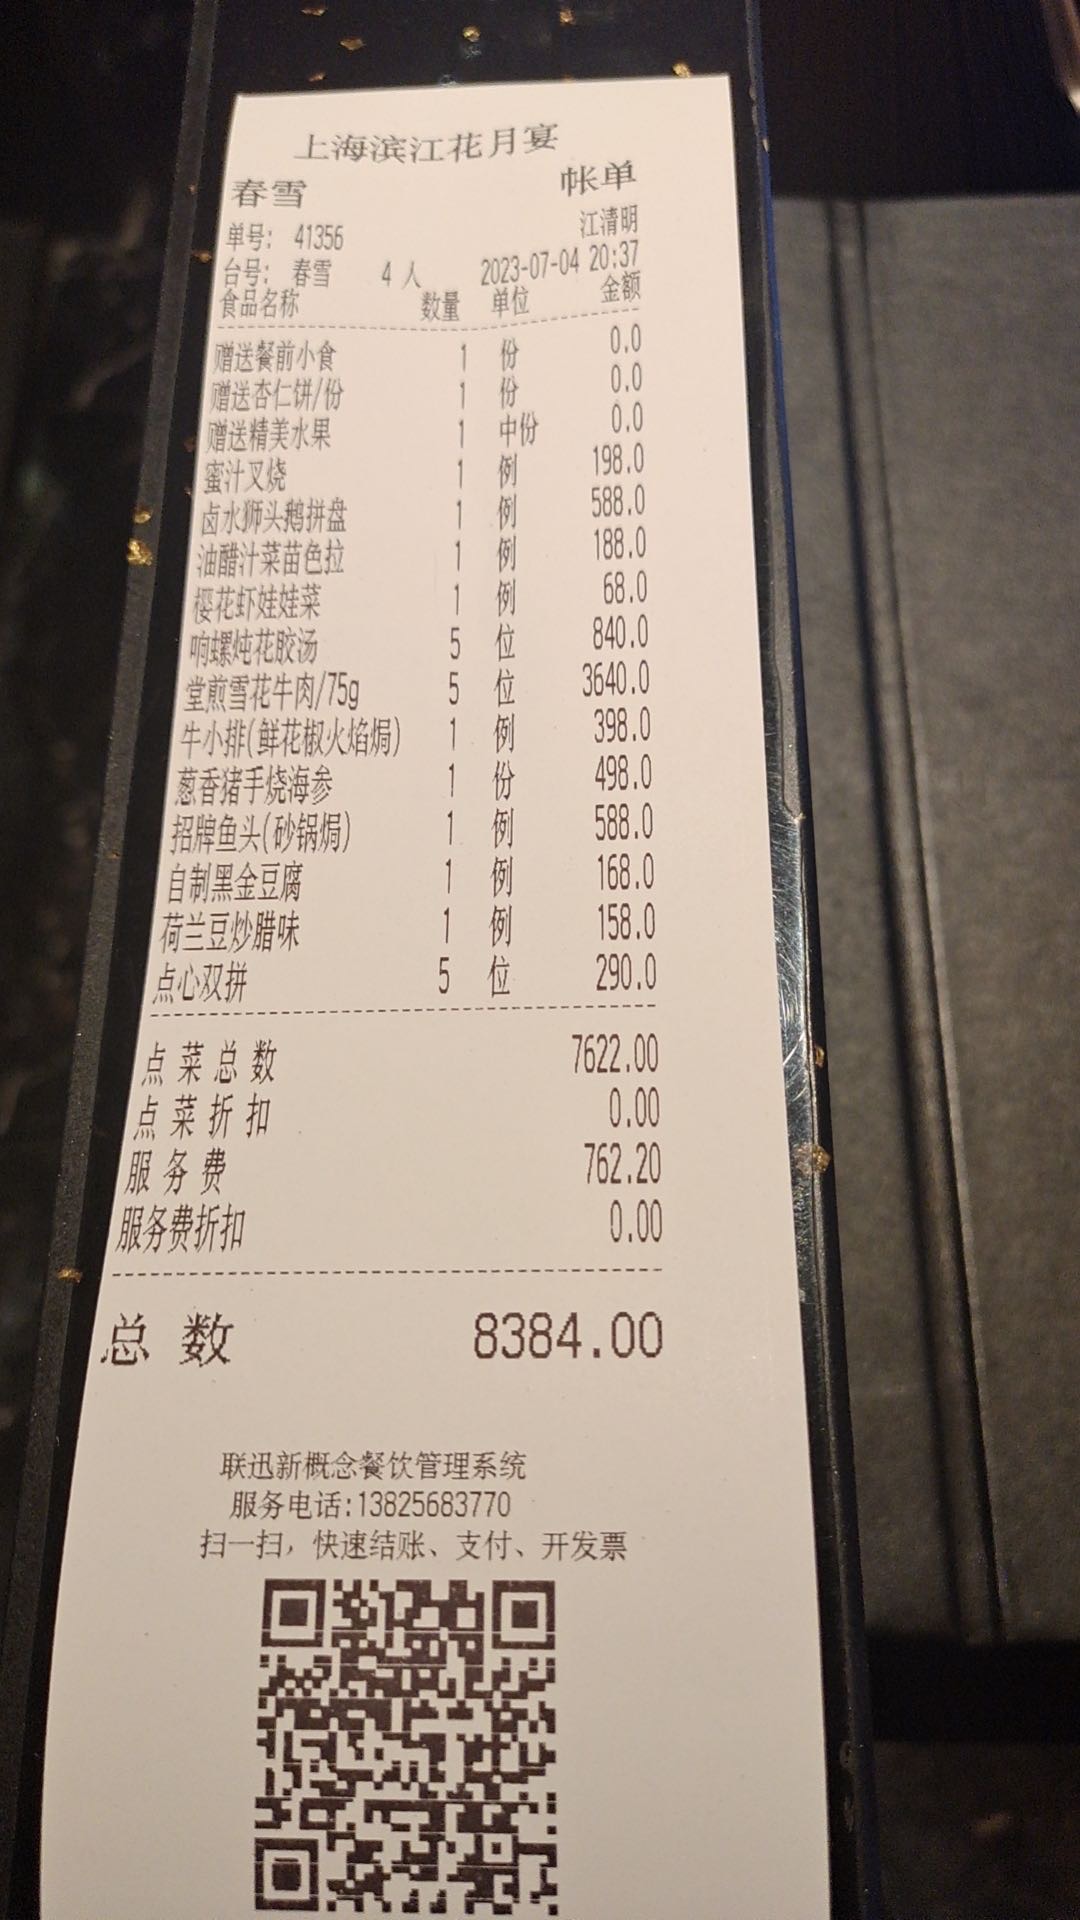 上海滨江花月宴
春雪 帐单
单号: 41356 江清明
台号: 春雪 4 人 2023-07-04 20:37
食品名称 数量 单位 金额
赠送餐前小食 1 份 0.0
赠送杏仁饼/份 1 份 0.0
赠送精美水果 1 中份 0.0
蜜汁叉烧 1 例 198.0
卤水狮头鹅拼盘 1 例 588.0
油醋汁菜苗色拉 1 例 188.0
樱花虾娃娃菜 1 例 68.0
响螺炖花胶汤 5 位 840.0
堂煎雪花牛肉/75g 5 位 3640.0
牛小排(鲜花椒火焰焗) 1 例 398.0
葱香猪手烧海参 1 份 498.0
招牌鱼头(砂锅焗) 1 例 588.0
自制黑金豆腐 1 例 168.0
荷兰豆炒腊味 1 例 158.0
点心双拼 5 位 290.0
点菜总数 7622.00
点菜折扣 0.00
服务费 762.20
服务费折扣 0.00
总数 8384.00
联迅新概念餐饮管理系统
服务电话:13825683770
扫一扫，快速结账、支付、开发票